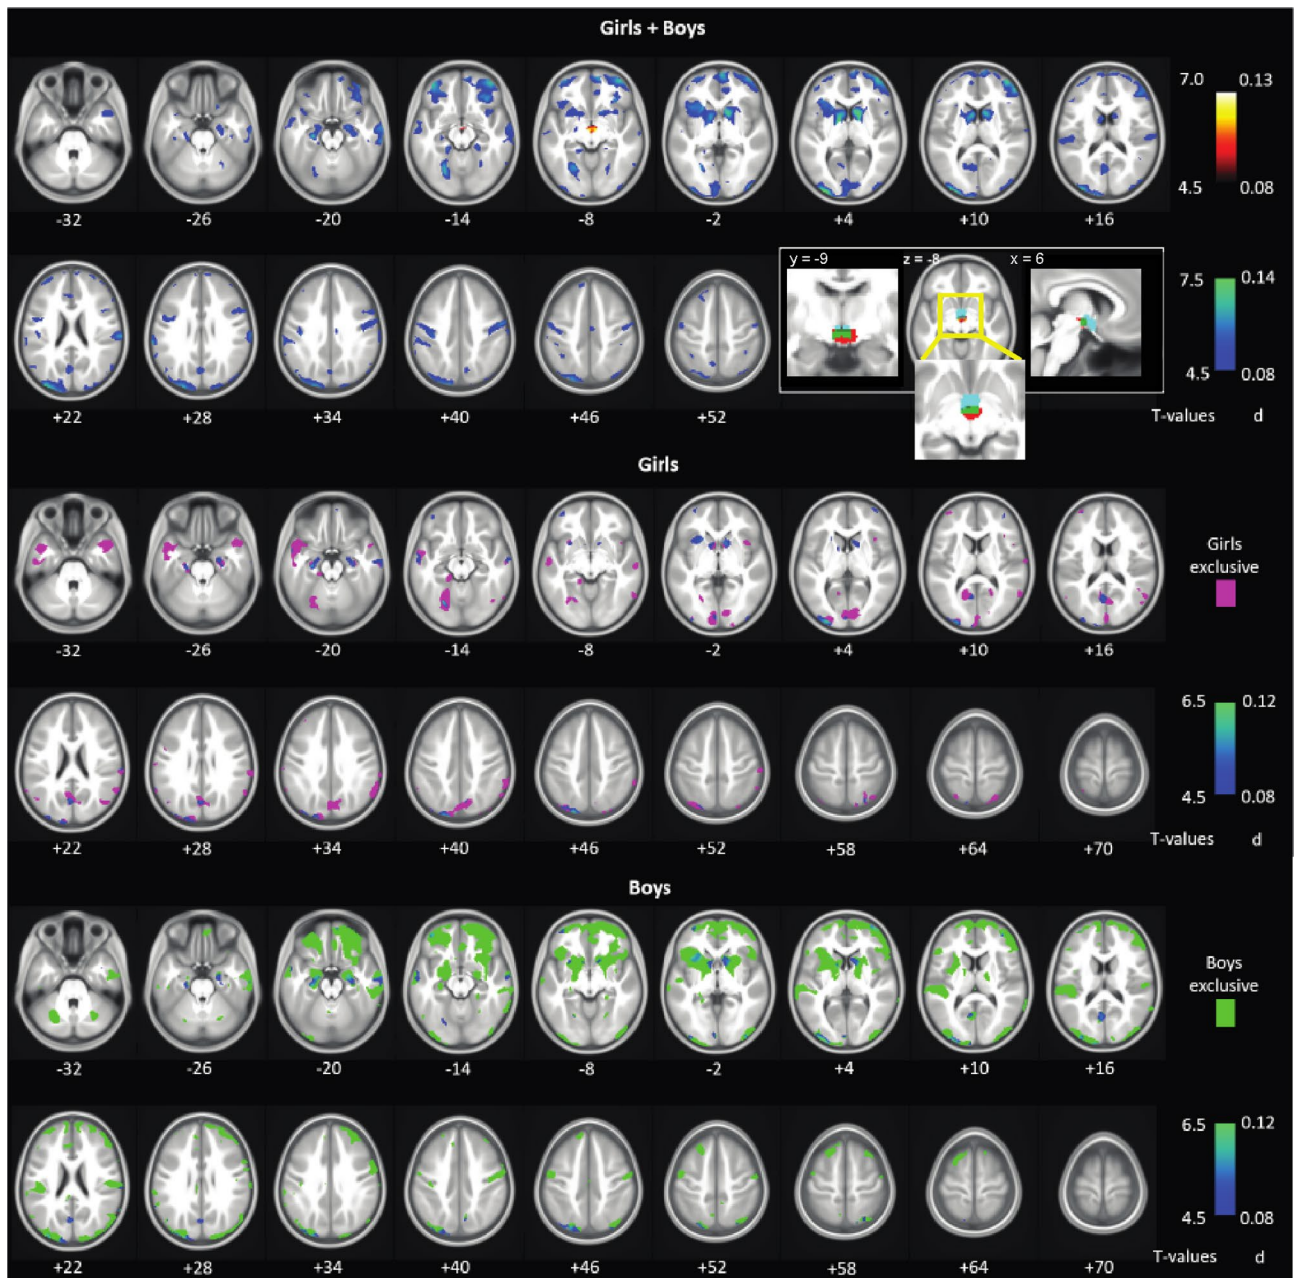 Girls + Boys
7.0 0.13
4.5 0.08
-32 -26 -20 -14 -8 -2 +4 +10 +16
y = -9 z = -8 x = 6
7.5 0.14
4.5 0.08
+22 +28 +34 +40 +46 +52 T-values d
Girls
Girls
exclusive
-32 -26 -20 -14 -8 -2 +4 +10 +16
6.5 0.12
4.5 0.08
T-values d
+22 +28 +34 +40 +46 +52 +58 +64 +70
Boys
Boys
exclusive
-32 -26 -20 -14 -8 -2 +4 +10 +16
6.5 0.12
4.5 0.08
T-values d
+22 +28 +34 +40 +46 +52 +58 +64 +70